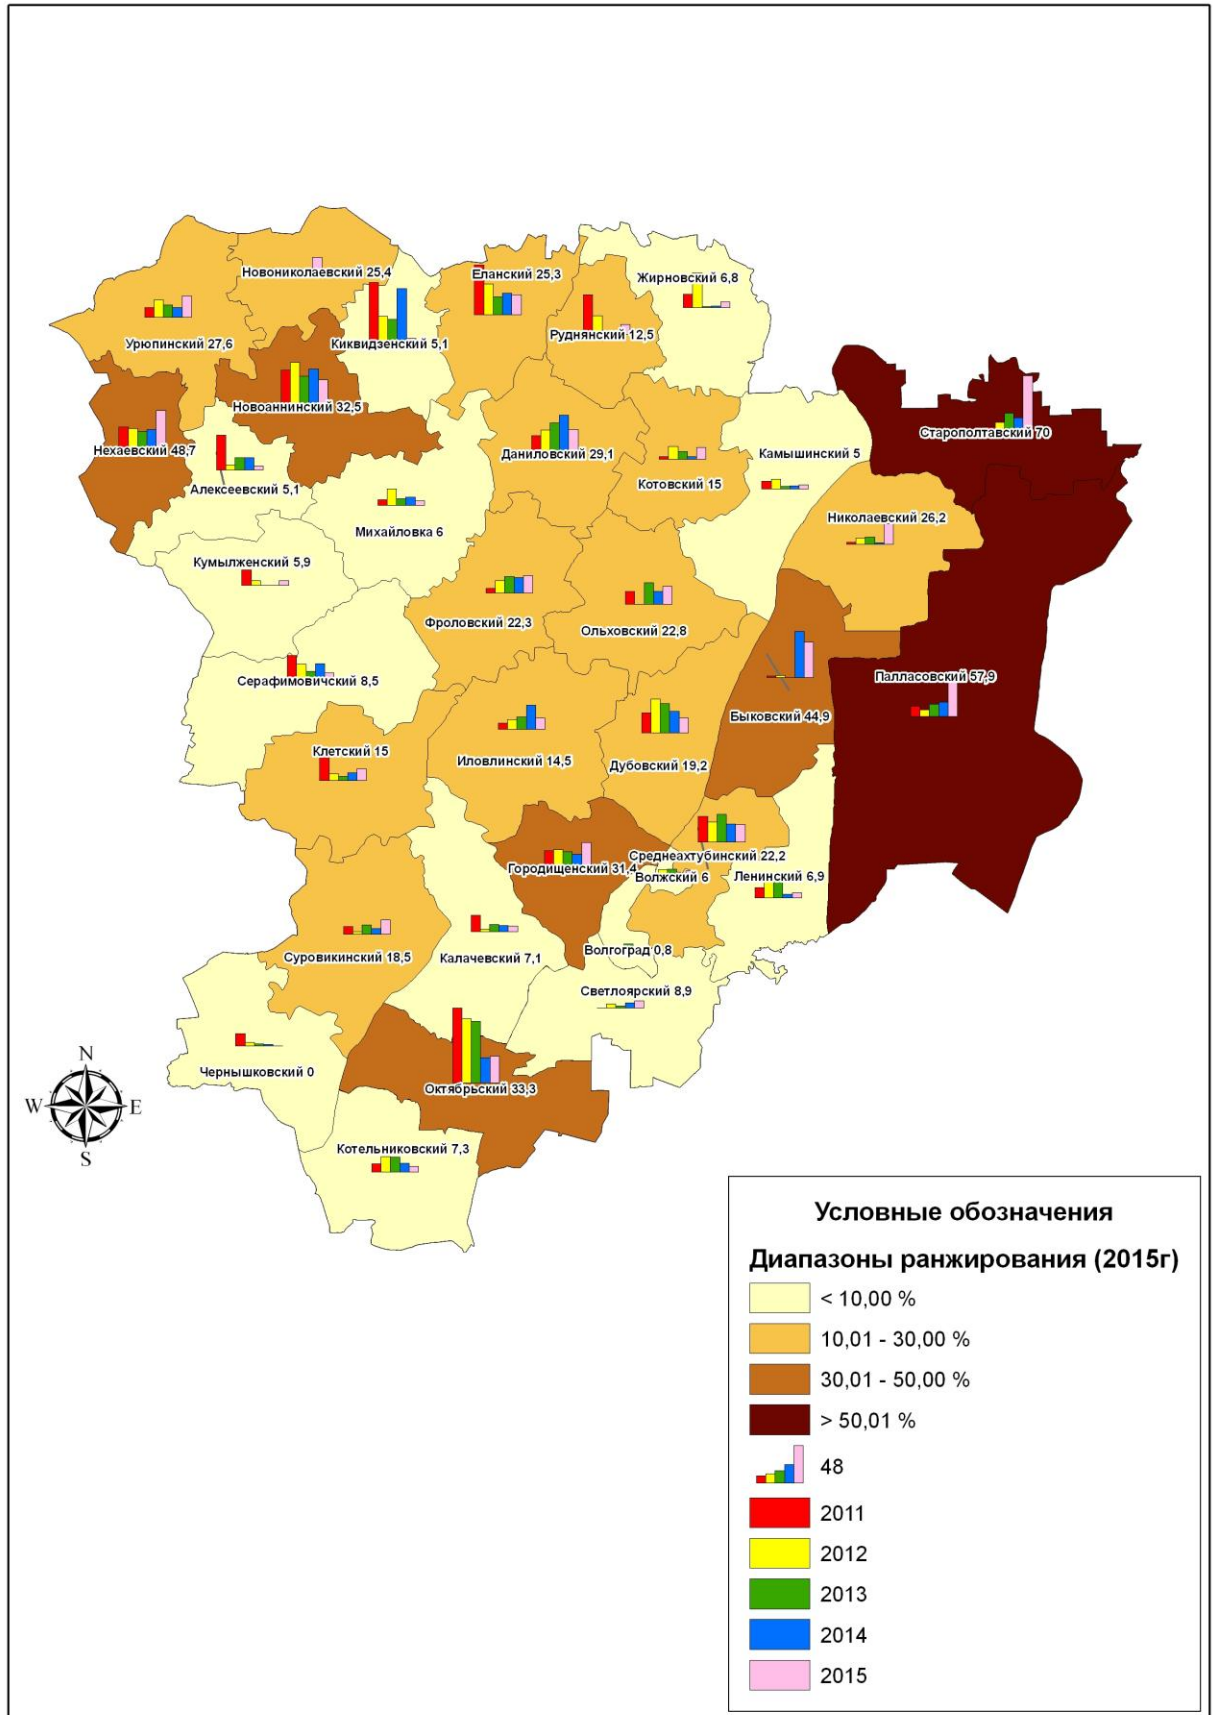 Новониколаевский 25,4
Еланский 25,3
Жирновский 6,8
Урюпинский 27,6
Киквидзенский 5,1
Руднянский 12,5
Новоаннинский 32,5
Старополтавский 70
Нехаевский 48,7
Даниловский 29,1
Камышинский 5
Алексеевский 5,1
Котовский 15
Николаевский 26,2
Михайловка 6
Кумылженский 5,9
Фроловский 22,3
Ольховский 22,8
Серафимовичский 8,5
Палласовский 57,9
Быковский 44,9
Клетский 15
Иловлинский 14,5
Дубовский 19,2
Среднеахтубинский 22,2
Городищенский 31,4
Волжский 6
Ленинский 6,9
Суровикинский 18,5
Калачевский 7,1
Волгоград 0,8
Светлоярский 8,9
Чернышковский 0
Октябрьский 33,3
Котельниковский 7,3
N
W
E
S
Условные обозначения
Диапазоны ранжирования (2015г)
< 10,00 %
10,01 - 30,00 %
30,01 - 50,00 %
> 50,01 %
48
2011
2012
2013
2014
2015